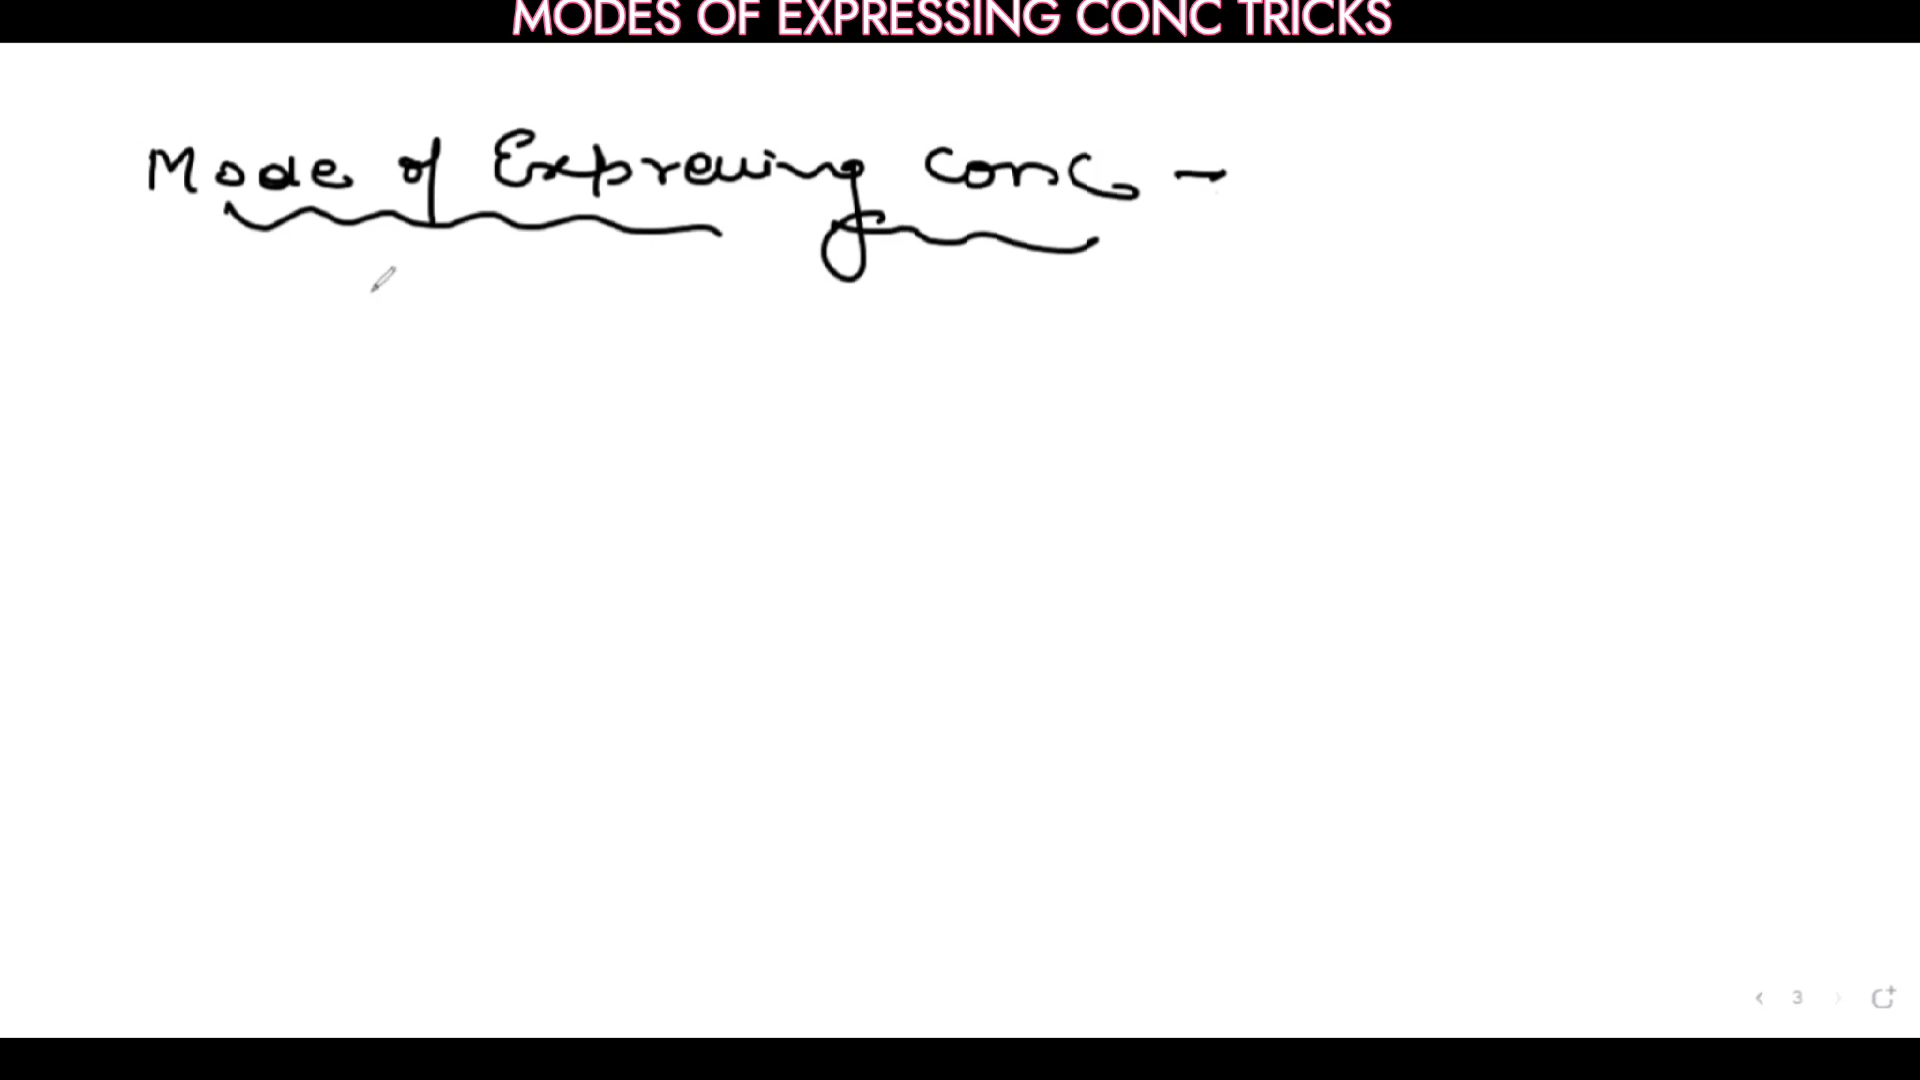 MODES OF EXPRESSING CONC TRICKS
Mode of Expressing Conc -
3